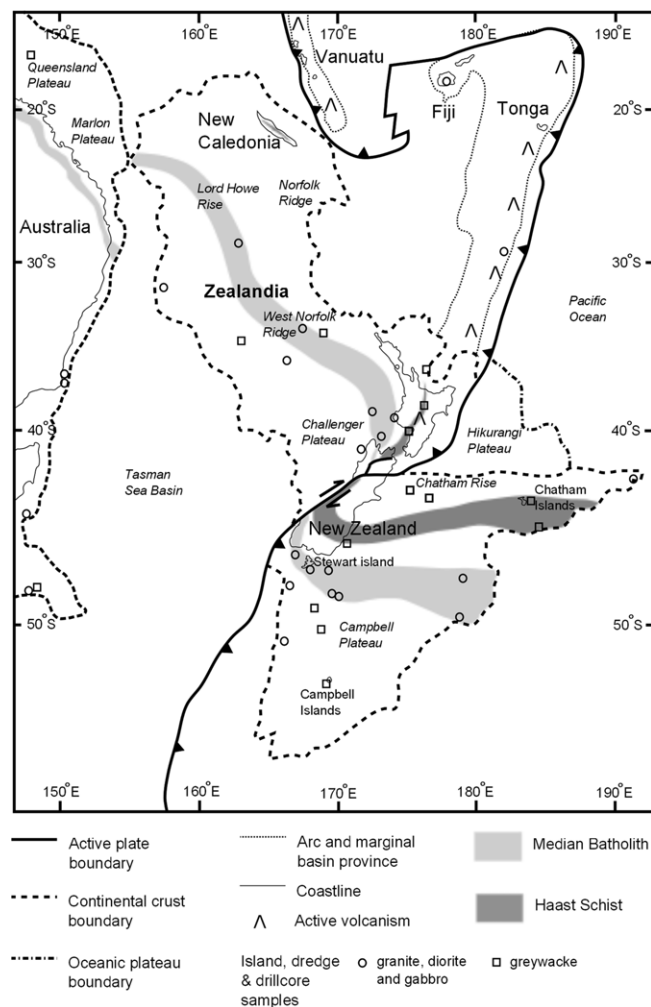 150°E 160°E 170°E 180°E 190°E
Vanuatu
Queensland
Plateau
Fiji
Tonga
20°S 20°S
Marlon
Plateau
New
Caledonia
Lord Howe
Rise
Norfolk
Ridge
Australia
30°S 30°S
Zealandia
Pacific
Ocean
West Norfolk
Ridge
Challenger
Plateau
40°S 40°S
Hikurangi
Plateau
Tasman
Sea Basin
Chatham Rise
Chatham
Islands
New Zealand
Stewart island
50°S 50°S
Campbell
Plateau
Campbell
Islands
150°E 160°E 170°E 180°E 190°E
Active plate
boundary
Arc and marginal
basin province
Median Batholith
Coastline
Continental crust
boundary
Active volcanism
Haast Schist
Oceanic plateau
boundary
Island, dredge
& drillcore
samples
granite, diorite
and gabbro
greywacke